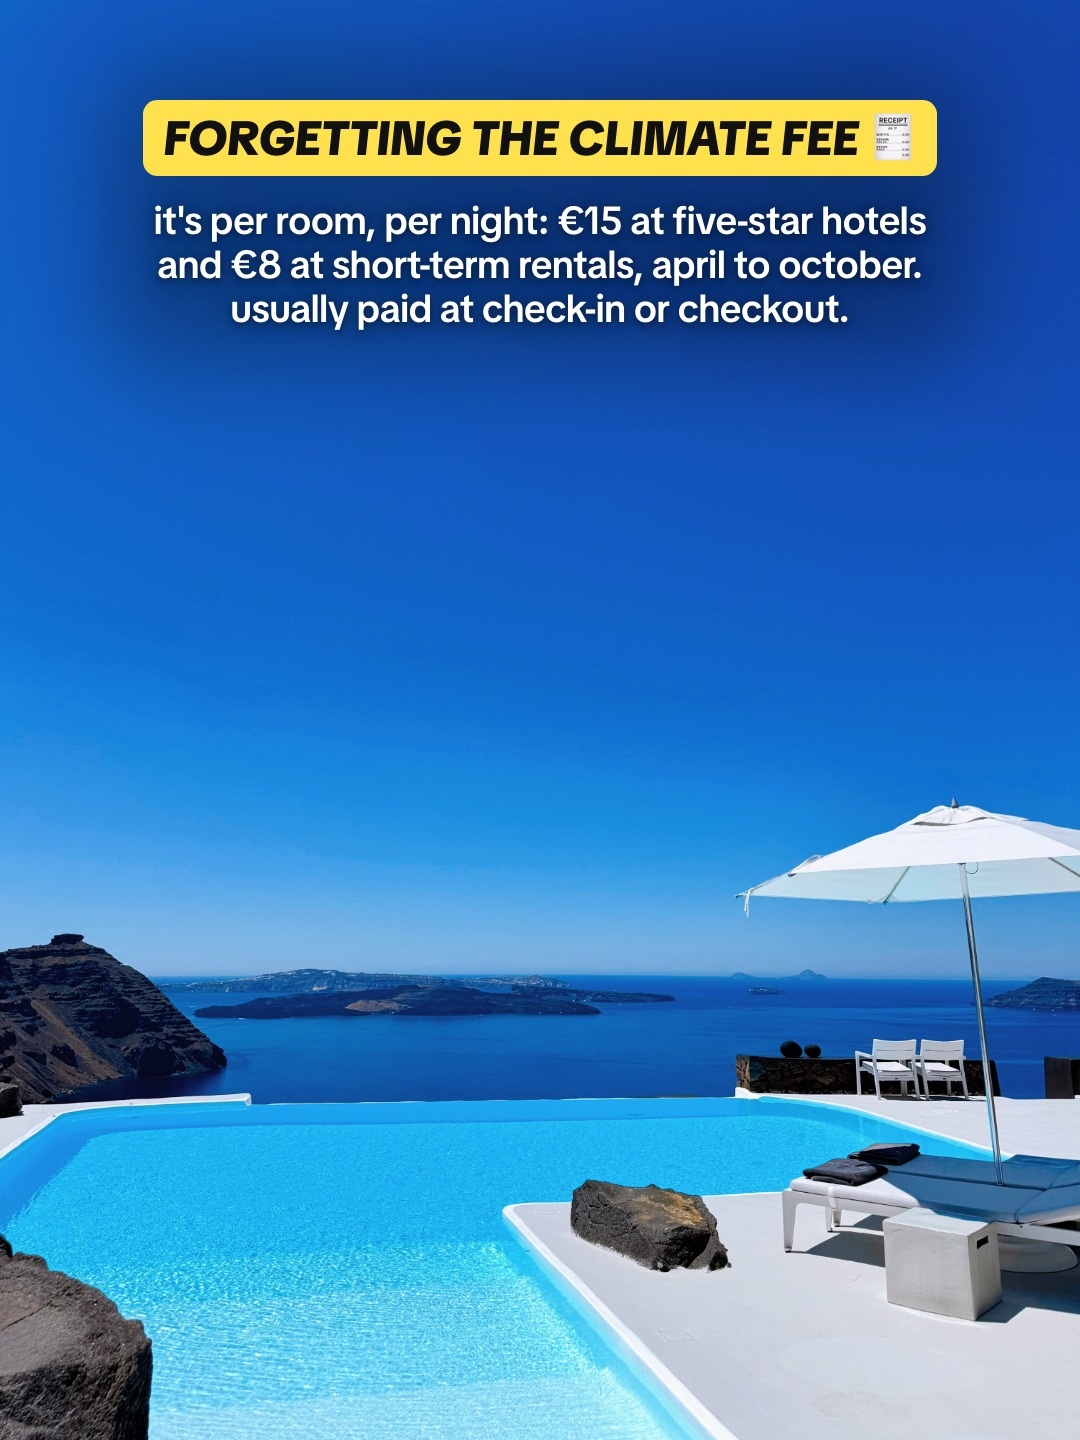 FORGETTING THE CLIMATE FEE
RECEIPT
it's per room, per night: €15 at five-star hotels
and €8 at short-term rentals, april to october.
usually paid at check-in or checkout.